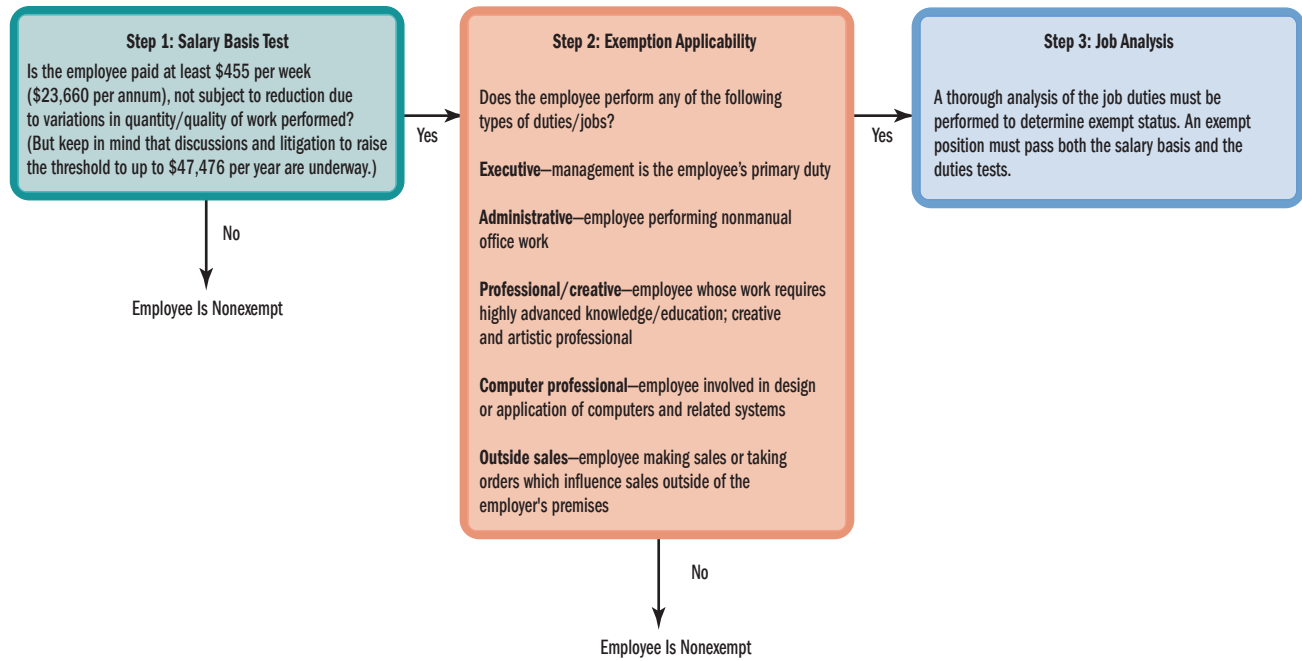 Step 1: Salary Basis Test
Is the employee paid at least $455 per week
($23,660 per annum), not subject to reduction due
to variations in quantity/quality of work performed?
(But keep in mind that discussions and litigation to raise
the threshold to up to $47,476 per year are underway.)
Yes
No
Employee Is Nonexempt
Step 2: Exemption Applicability
Does the employee perform any of the following
types of duties/jobs?
Executive—management is the employee's primary duty
Administrative—employee performing nonmanual
office work
Professional/creative—employee whose work requires
highly advanced knowledge/education; creative
and artistic professional
Computer professional—employee involved in design
or application of computers and related systems
Outside sales—employee making sales or taking
orders which influence sales outside of the
employer's premises
Yes
No
Employee Is Nonexempt
Step 3: Job Analysis
A thorough analysis of the job duties must be
performed to determine exempt status. An exempt
position must pass both the salary basis and the
duties tests.